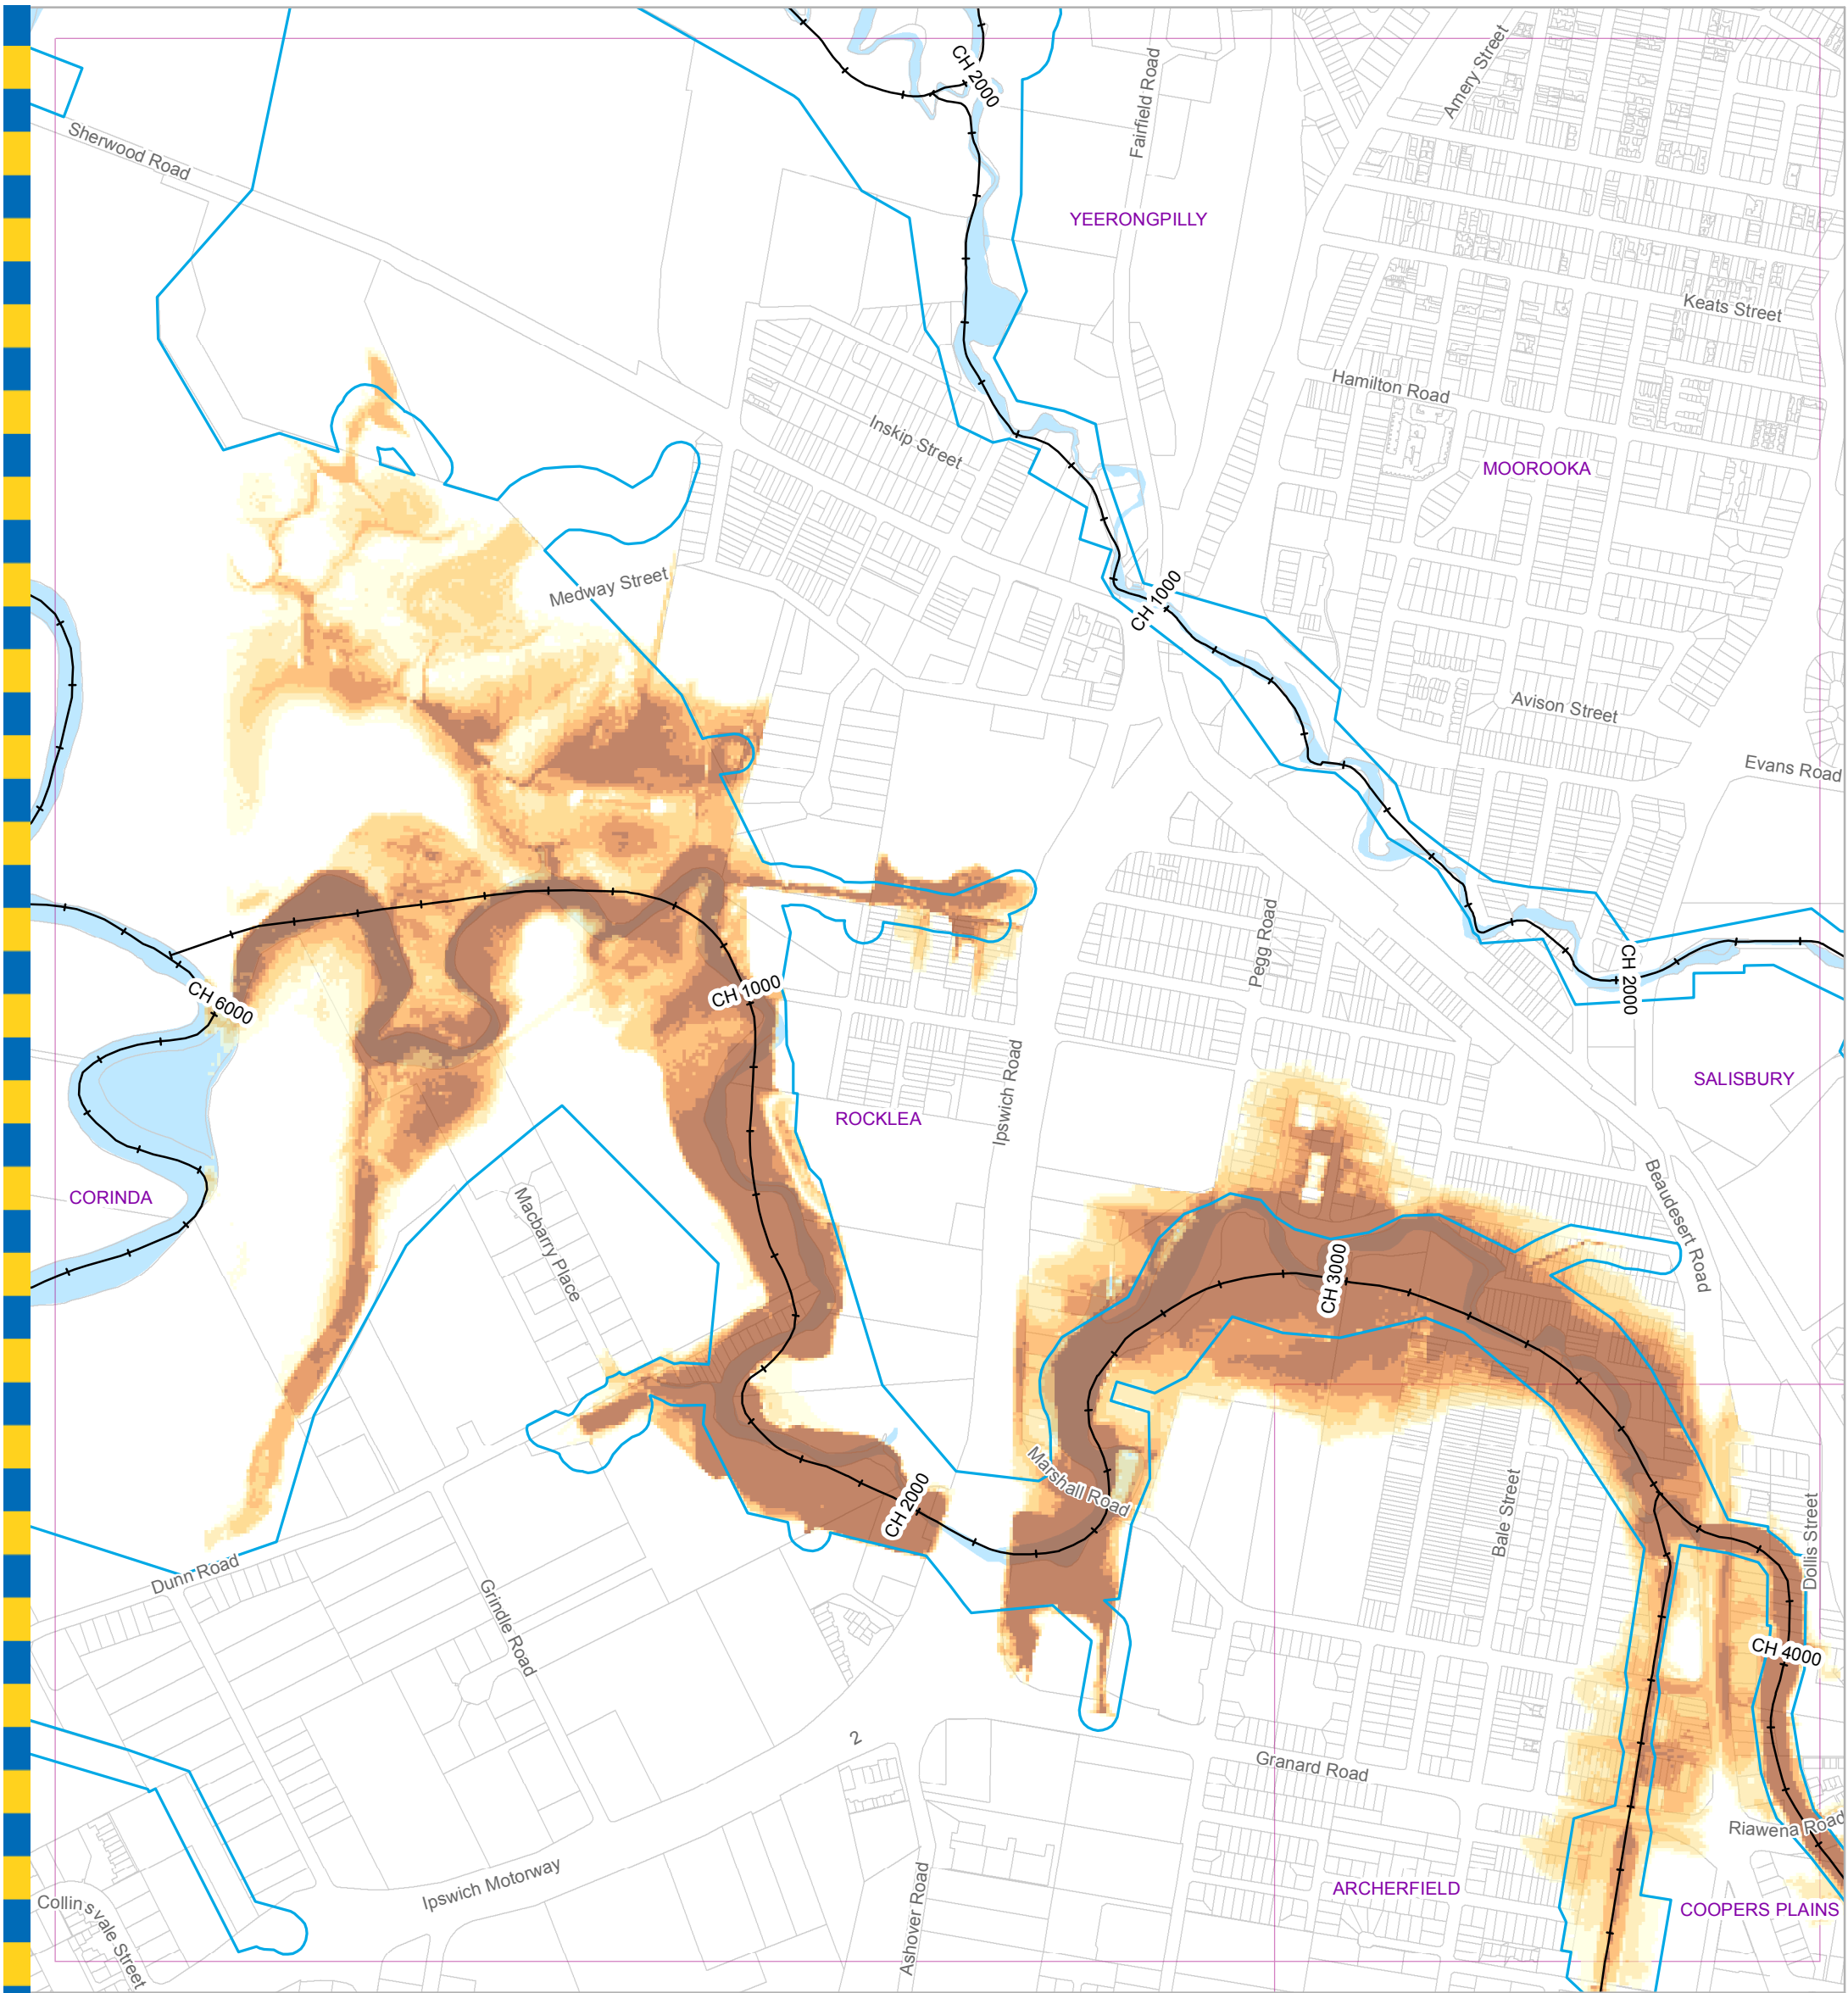 CH 2000
Amery Street
Fairfield Road
Sherwood Road
YEERONGPILLY
Keats Street
Hamilton Road
Inskip Street
MOOROOKA
Medway Street
CH 1000
Avison Street
Evans Road
Pegg Road
CH 2000
CH 1000
CH 6000
Ipswich Road
SALISBURY
ROCKLEA
CORINDA
Macbarry Place
Beaudesert Road
CH 3000
Marshall Road
CH 2000
Bale Street
Dollis Street
Dunn Road
Grindle Road
CH 4000
2
Granard Road
Riawena Road
Ipswich Motorway
ARCHERFIELD
Ashover Road
COOPERS PLAINS
Collinsvale Street